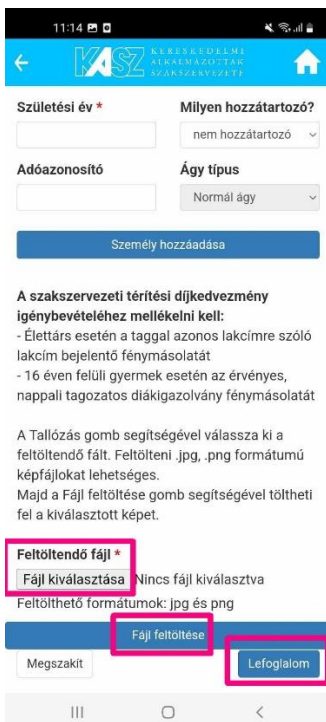 11:14
KASZ
KERESKEDELMI
ALKALMAZOTTAK
SZAKSZERVEZETE
Születési év * Milyen hozzátartozó?
nem hozzátartozó
Adóazonosító Ágy típus
Normál ágy
Személy hozzáadása
A szakszervezeti térítési díjkedvezmény
igénybevételéhez mellékelni kell:
- Élettárs esetén a taggal azonos lakcímre szóló
lakcím bejelentő fénymásolatát
- 16 éven felüli gyermek esetén az érvényes,
nappali tagozatos diákigazolvány fénymásolatát
A Tallózás gomb segítségével válassza ki a
feltöltendő fált. Feltölteni .jpg, .png formátumú
képfájlokat lehetséges.
Majd a Fájl feltöltése gomb segítségével töltheti
fel a kiválasztott képet.
Feltöltendő fájl *
Fájl kiválasztása Nincs fájl kiválasztva
Feltölthető formátumok: jpg és png
Fájl feltöltése
Megszakít Lefoglalom